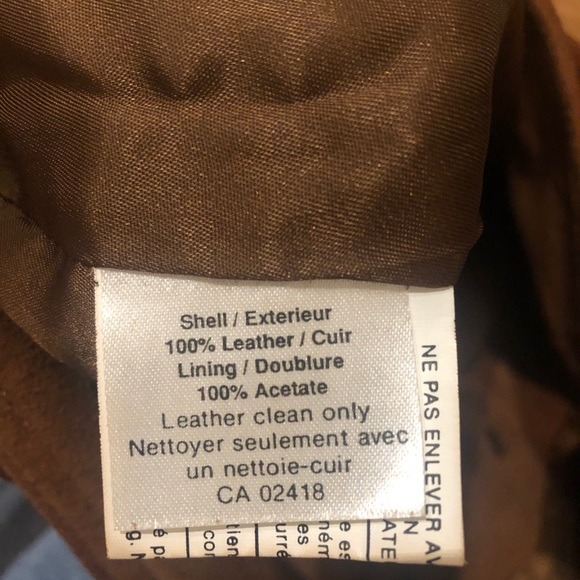 Shell / Exterieur
100% Leather / Cuir
Lining / Doublure
100% Acetate
Leather clean only
Nettoyer seulement avec
un nettoie-cuir
CA 02418
NE PAS ENLEVER AV